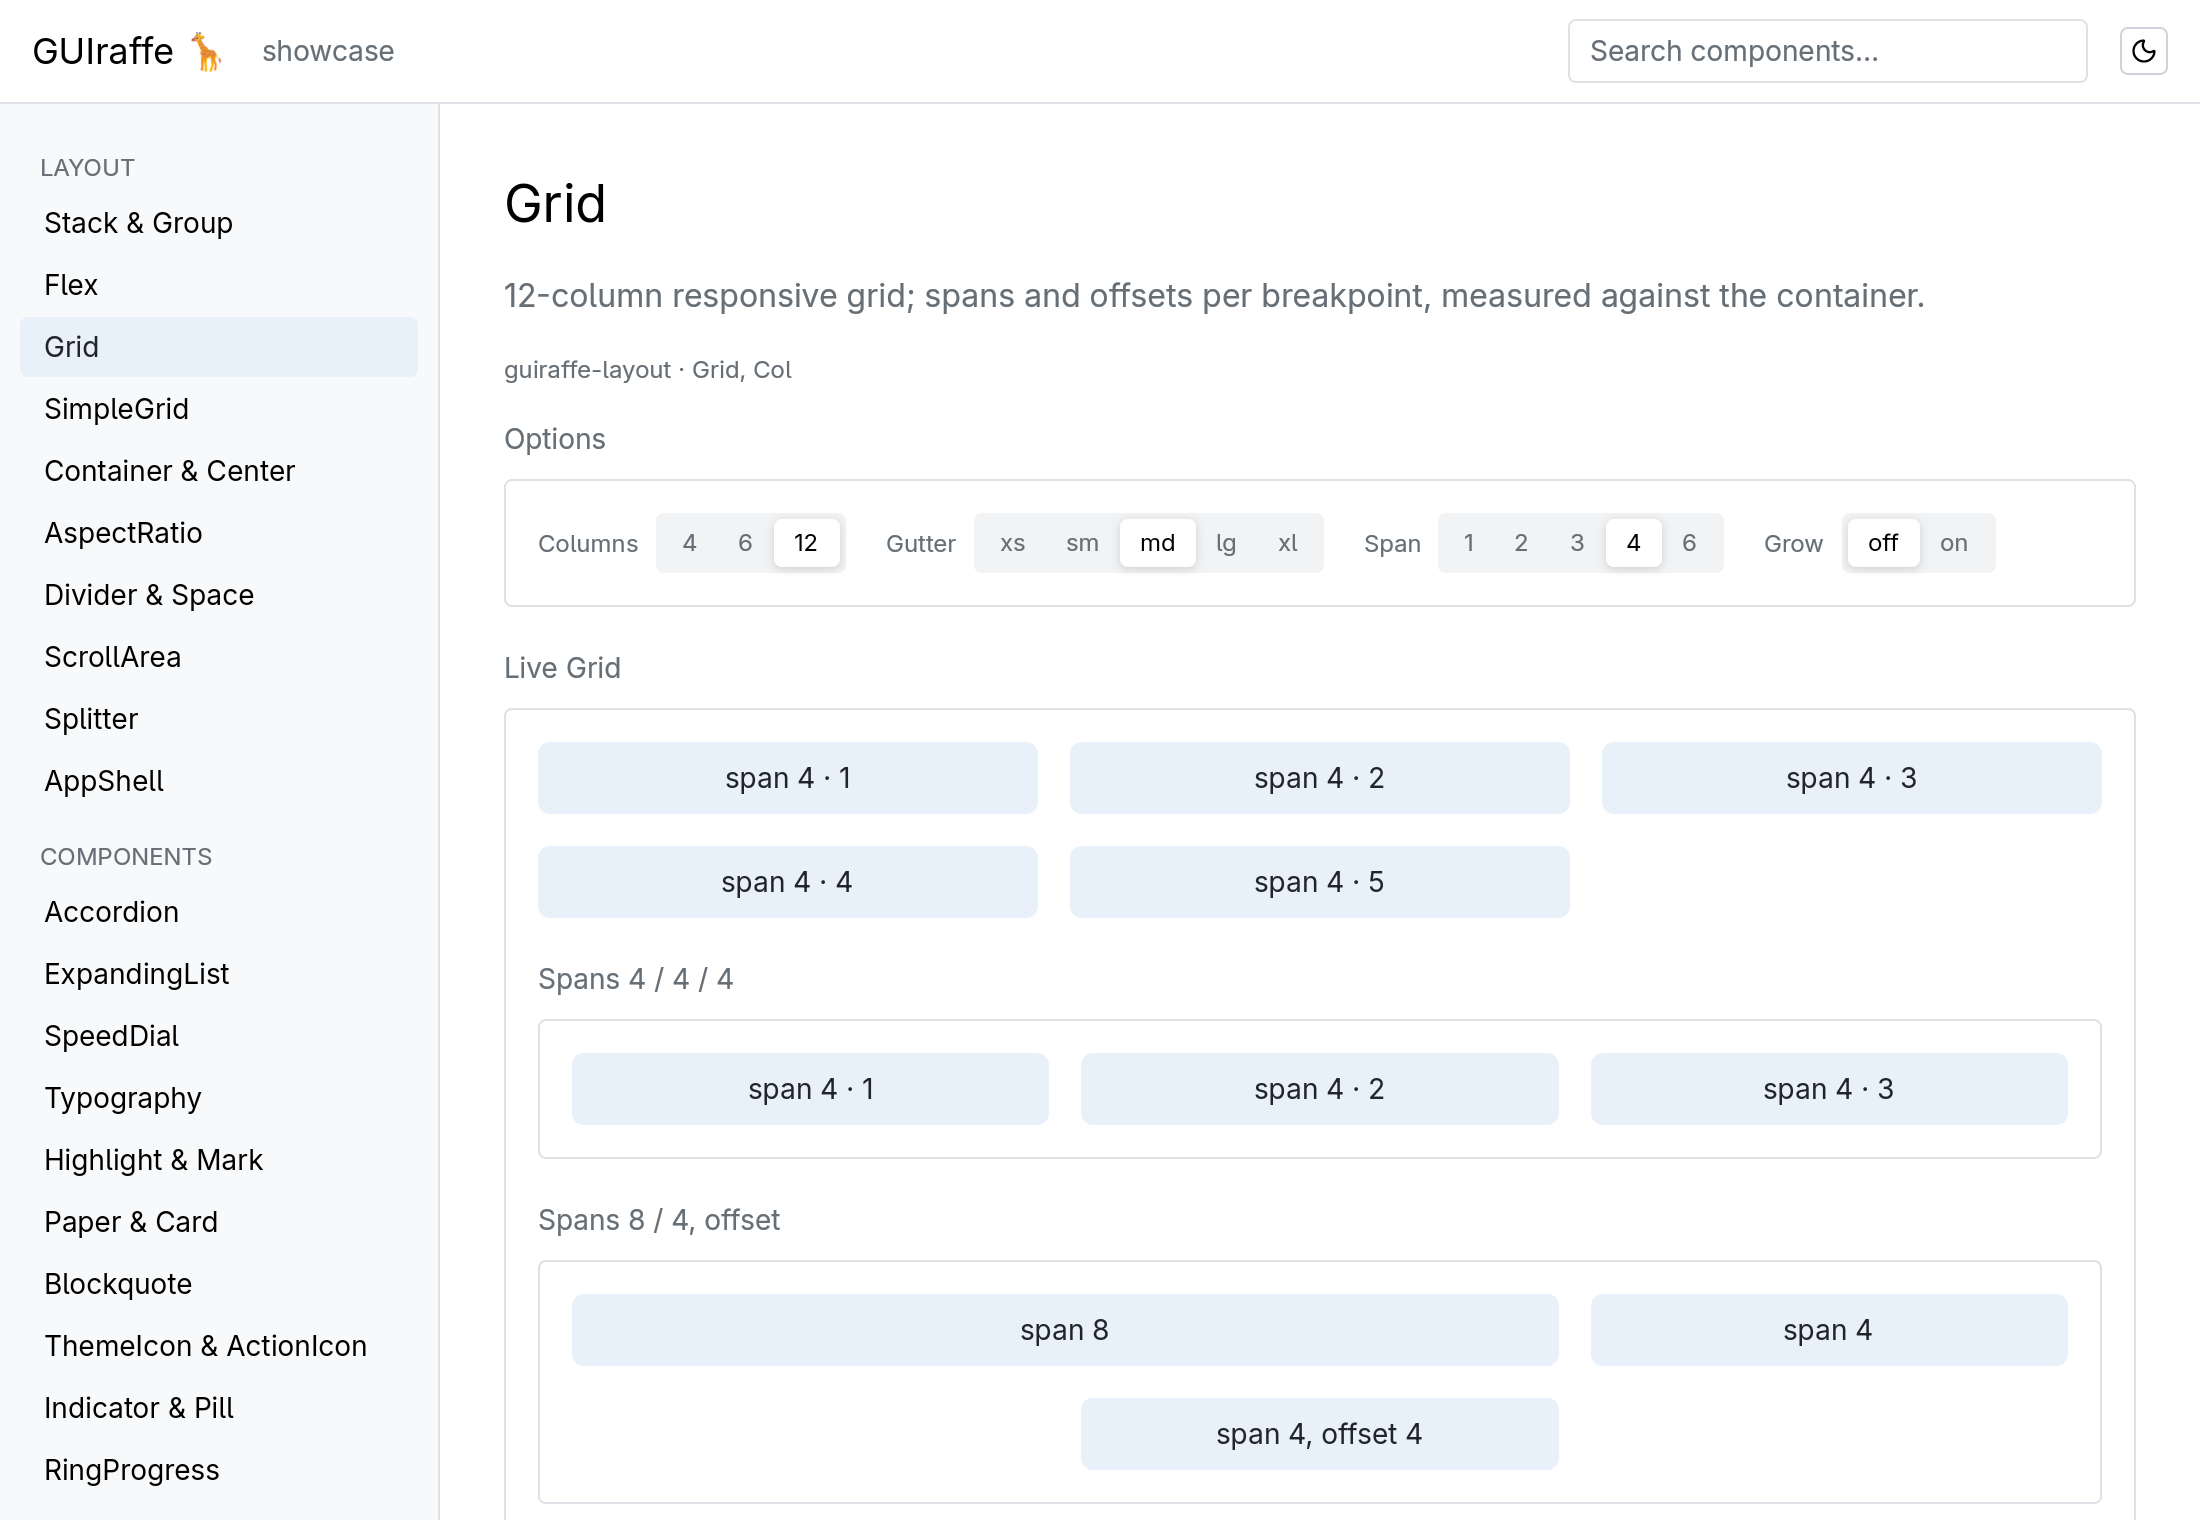 GUIraffe 🦒 showcase Search components...
LAYOUT
Stack & Group
Flex
Grid
SimpleGrid
Container & Center
AspectRatio
Divider & Space
ScrollArea
Splitter
AppShell
COMPONENTS
Accordion
ExpandingList
SpeedDial
Typography
Highlight & Mark
Paper & Card
Blockquote
ThemeIcon & ActionIcon
Indicator & Pill
RingProgress
Grid
12-column responsive grid; spans and offsets per breakpoint, measured against the container.
guiraffe-layout · Grid, Col
Options
Columns 4 6 12 Gutter xs sm md lg xl Span 1 2 3 4 6 Grow off on
Live Grid
span 4 · 1 span 4 · 2 span 4 · 3
span 4 · 4 span 4 · 5
Spans 4 / 4 / 4
span 4 · 1 span 4 · 2 span 4 · 3
Spans 8 / 4, offset
span 8 span 4
span 4, offset 4